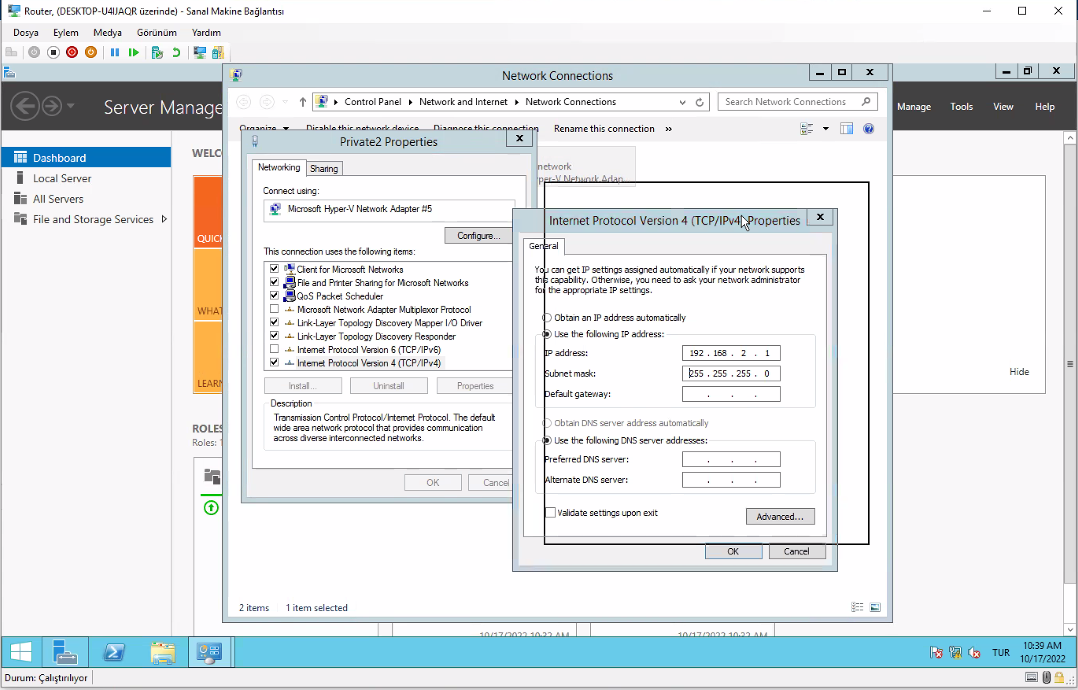 Router, (DESKTOP-U4IJAQR üzerinde) - Sanal Makine Bağlantısı
Dosya Eylem Medya Görünüm Yardım
Network Connections
Server Manage
Control Panel Network and Internet Network Connections
Search Network Connections
Manage Tools View Help
Organize Disable this network device Diagnose this connection Rename this connection »
Dashboard
Local Server
All Servers
File and Storage Services
WELC
QUIC
WHAT
LEARN
ROLES
Roles: 1
Private2 Properties
Networking Sharing
Connect using:
Microsoft Hyper-V Network Adapter #5
Configure...
This connection uses the following items:
Client for Microsoft Networks
File and Printer Sharing for Microsoft Networks
QoS Packet Scheduler
Microsoft Network Adapter Multiplexor Protocol
Link-Layer Topology Discovery Mapper I/O Driver
Link-Layer Topology Discovery Responder
Internet Protocol Version 6 (TCP/IPv6)
Internet Protocol Version 4 (TCP/IPv4)
Install... Uninstall Properties
Description
Transmission Control Protocol/Internet Protocol. The default
wide area network protocol that provides communication
across diverse interconnected networks.
OK Cancel
network
yper-V Network Adap...
Internet Protocol Version 4 (TCP/IPv4) Properties
General
You can get IP settings assigned automatically if your network supports
this capability. Otherwise, you need to ask your network administrator
for the appropriate IP settings.
Obtain an IP address automatically
Use the following IP address:
IP address: 192 . 168 . 2 . 1
Subnet mask: 255 . 255 . 255 . 0
Default gateway: . . .
Obtain DNS server address automatically
Use the following DNS server addresses:
Preferred DNS server: . . .
Alternate DNS server: . . .
Validate settings upon exit
Advanced...
OK Cancel
Hide
2 items 1 item selected
10/17/2022 10:32 AM 10/17/2022 10:32 AM
TUR
10:39 AM
10/17/2022
Durum: Çalıştırılıyor